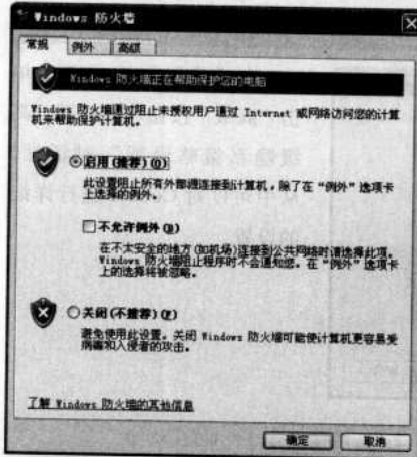 Windows 防火墙
常规 例外 高级
Windows 防火墙正在帮助保护您的电脑
Windows 防火墙通过阻止未授权用户通过 Internet 或网络访问您的计算
机来帮助保护计算机。
启用(推荐)(O)
此设置阻止所有外部源连接到计算机，除了在“例外”选项卡
上选择的例外。
不允许例外(D)
在不太安全的地方(如机场)连接到公共网络时请选择此项。
Windows 防火墙阻止程序时不会通知您。在“例外”选项卡
上的选择将被忽略。
关闭(不推荐)(F)
避免使用此设置。关闭 Windows 防火墙可能使计算机更容易受
病毒和入侵者的攻击。
了解 Windows 防火墙的其他信息
确定 取消